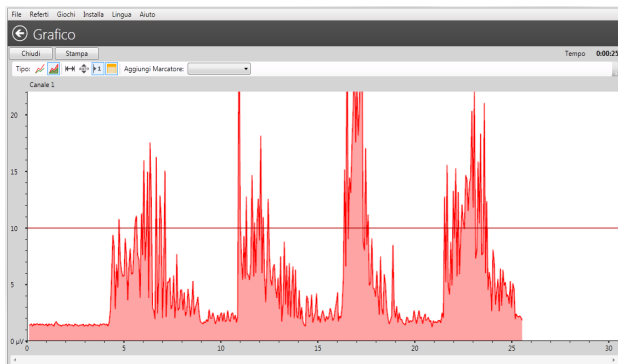 File Referti Giochi Installa Lingua Aiuto
Grafico
Chiudi Stampa Tempo 0:00:25
Tipo: 1 Aggiungi Marcatore:
Canale 1
20
15
10
5
0 µV
0 5 10 15 20 25 30